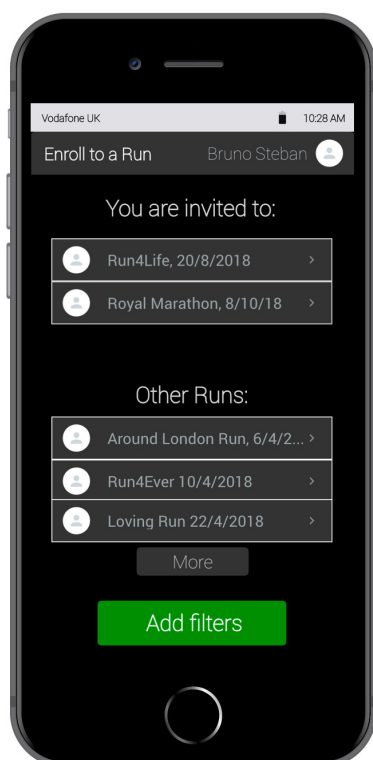 Vodafone UK 10:28 AM
Enroll to a Run Bruno Steban
You are invited to:
Run4Life, 20/8/2018
Royal Marathon, 8/10/18
Other Runs:
Around London Run, 6/4/2...
Run4Ever 10/4/2018
Loving Run 22/4/2018
More
Add filters